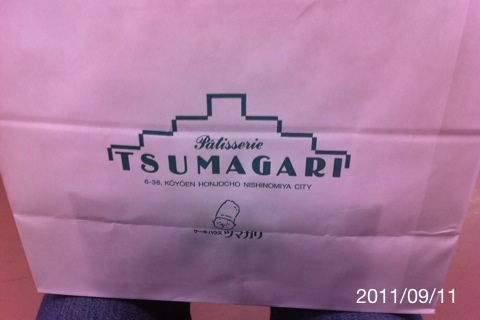 Pâtisserie
TSUMAGARI
6-38, KŌYŌEN HONJOCHO NISHINOMIYA CITY
ケーキハウス ツマガリ
2011/09/11